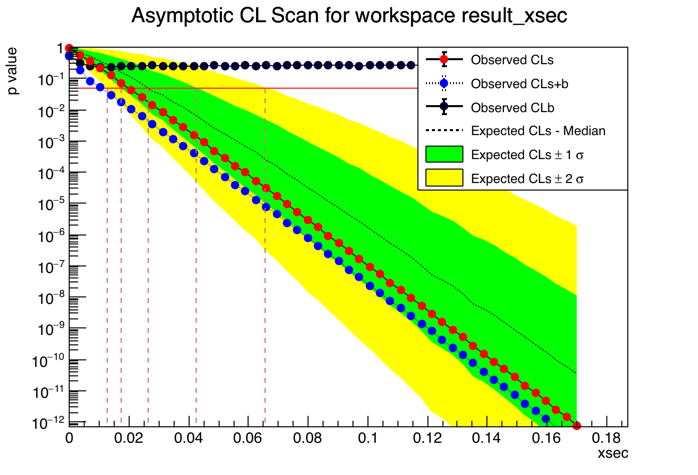 Asymptotic CL Scan for workspace result_xsec
p value
1
10⁻¹
10⁻²
10⁻³
10⁻⁴
10⁻⁵
10⁻⁶
10⁻⁷
10⁻⁸
10⁻⁹
10⁻¹⁰
10⁻¹¹
10⁻¹²
Observed CLs
Observed CLs+b
Observed CLb
Expected CLs - Median
Expected CLs ± 1 σ
Expected CLs ± 2 σ
0 0.02 0.04 0.06 0.08 0.1 0.12 0.14 0.16 0.18
xsec